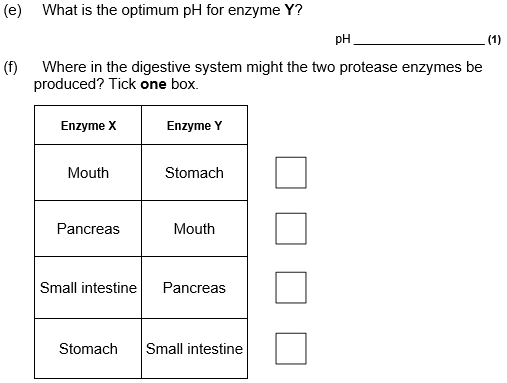 (e) What is the optimum pH for enzyme Y?
pH ______________________ (1)
(f) Where in the digestive system might the two protease enzymes be
produced? Tick one box.
Enzyme X Enzyme Y
Mouth Stomach
Pancreas Mouth
Small intestine Pancreas
Stomach Small intestine